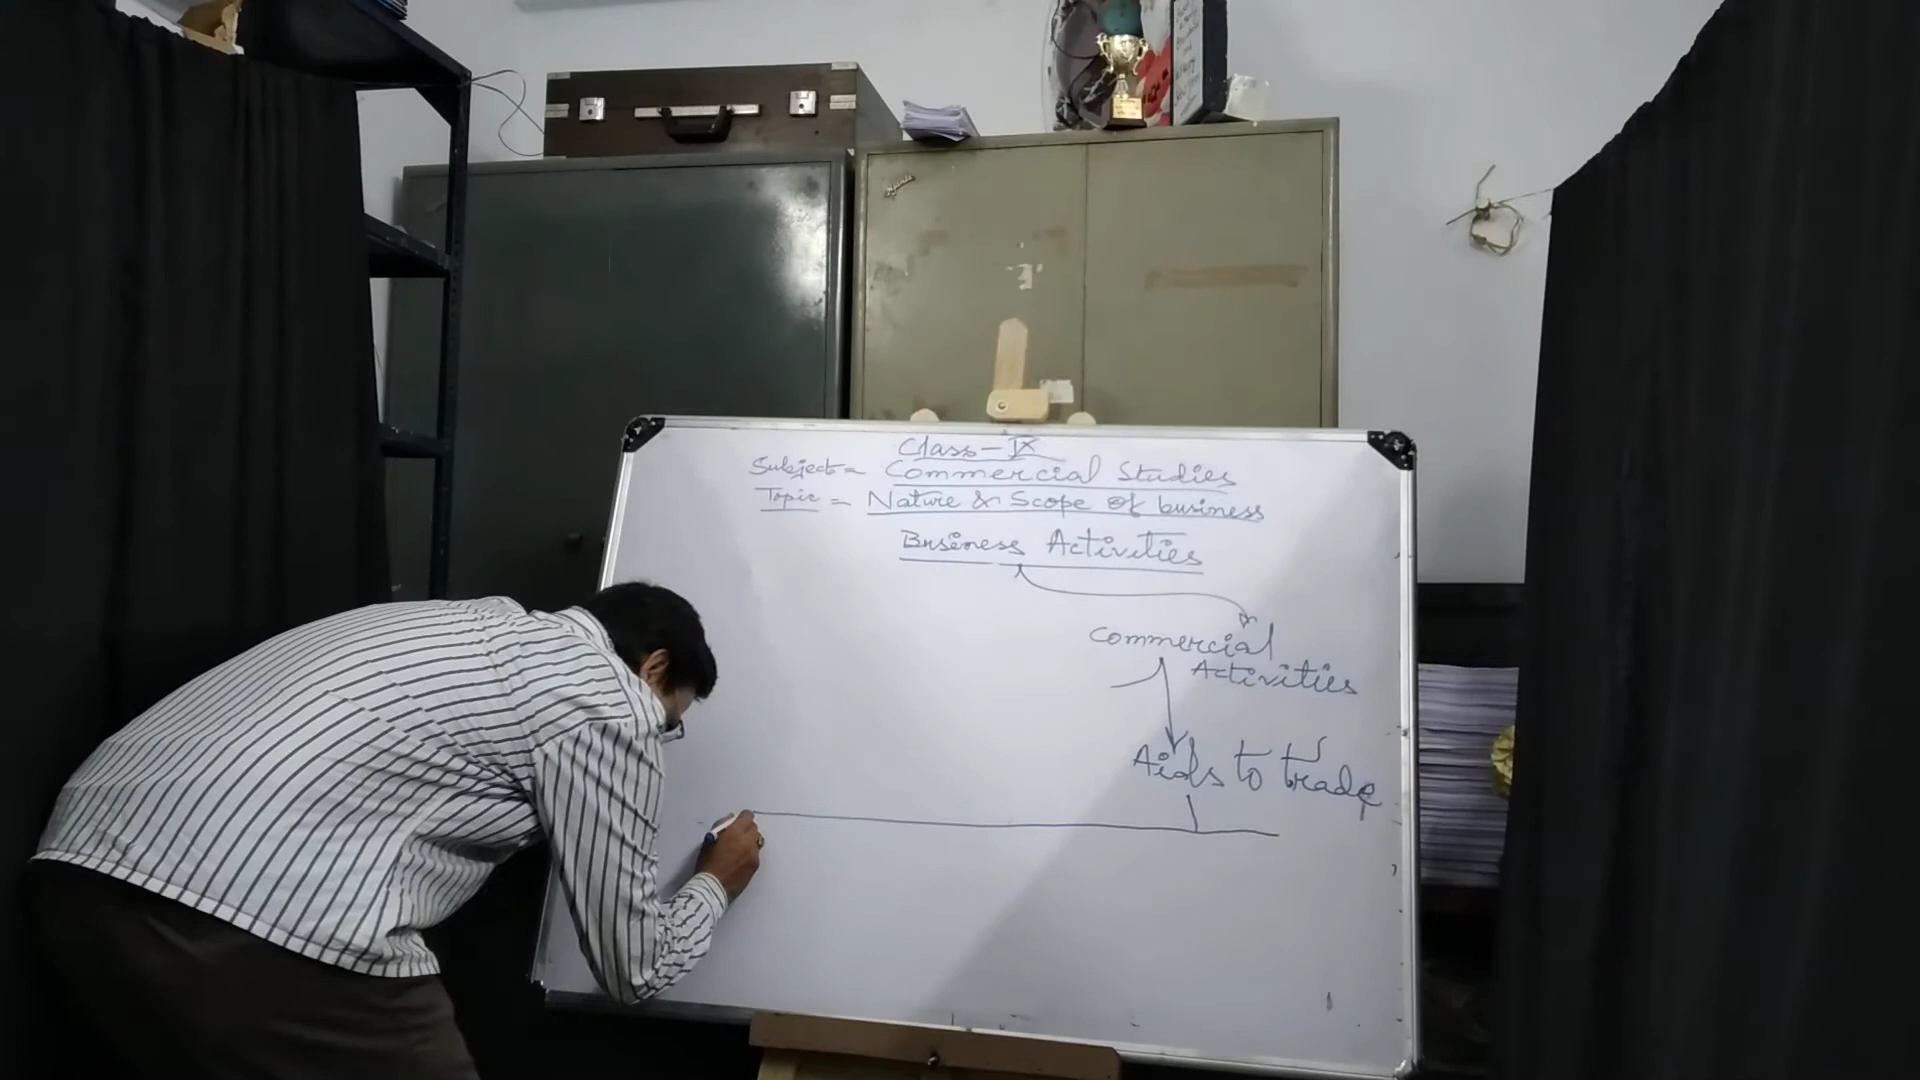 Class-IX
Subject = Commercial Studies
Topic = Nature & Scope of business
Business Activities
Commercial
Activities
Aids to trade